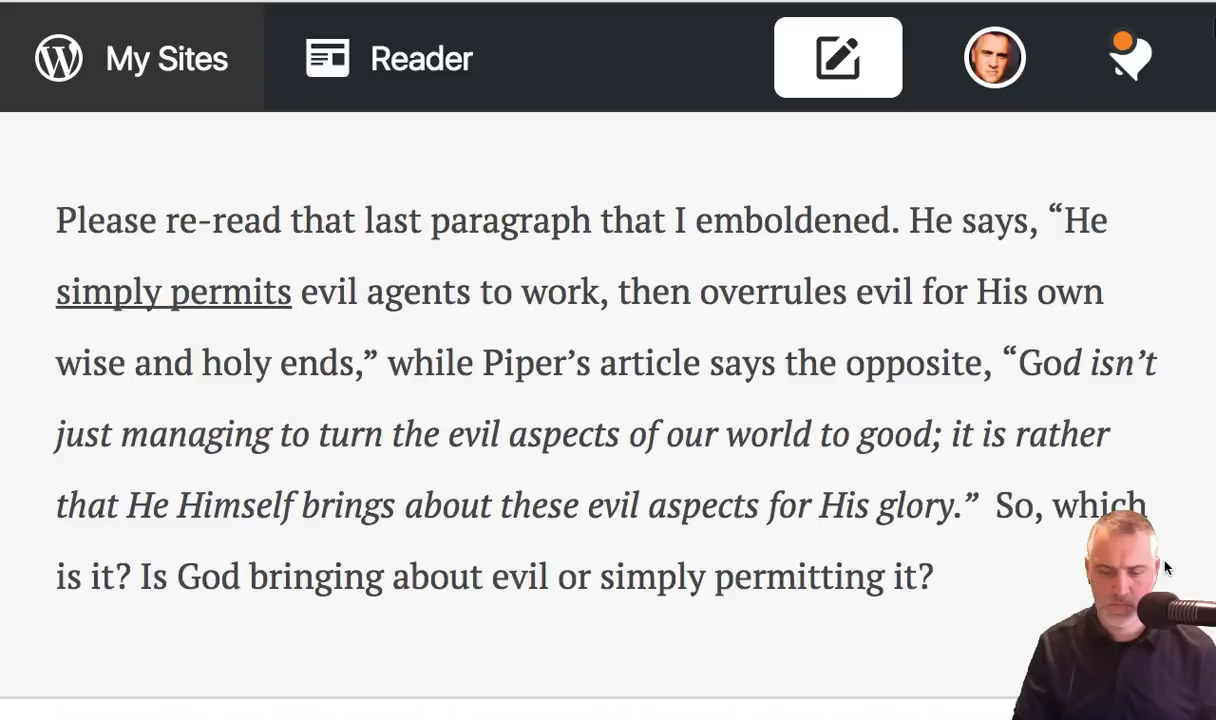 My Sites
Reader
Please re-read that last paragraph that I emboldened. He says, “He
simply permits evil agents to work, then overrules evil for His own
wise and holy ends,” while Piper’s article says the opposite, “God isn’t
just managing to turn the evil aspects of our world to good; it is rather
that He Himself brings about these evil aspects for His glory.” So, which
is it? Is God bringing about evil or simply permitting it?